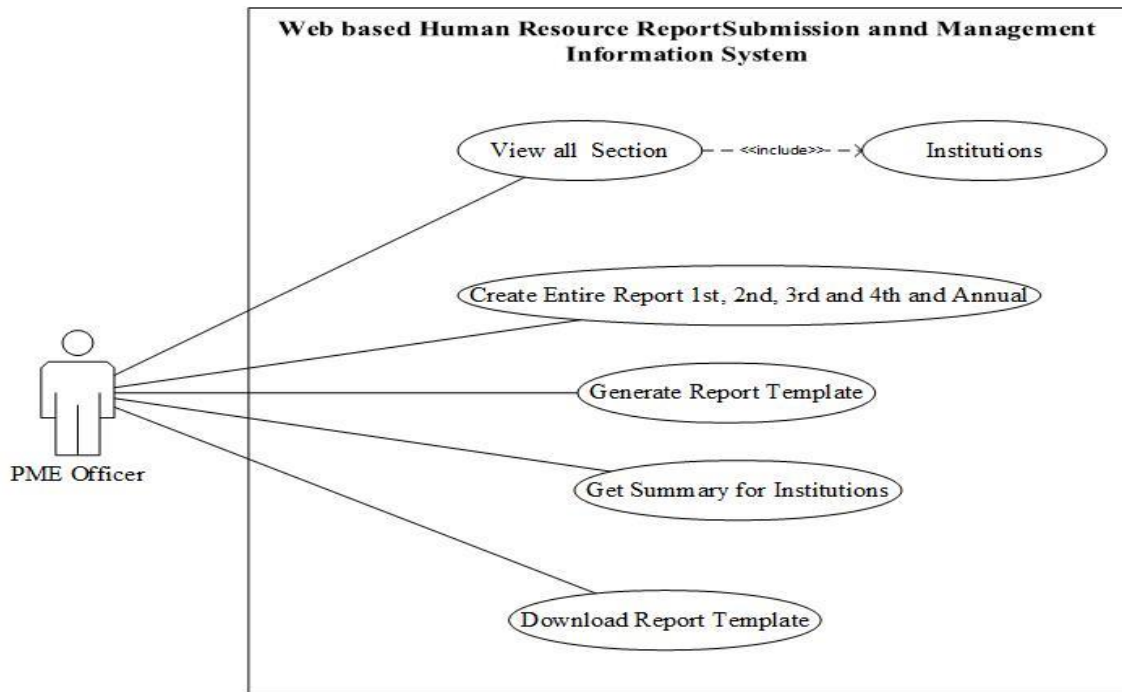 Web based Human Resource ReportSubmission annd Management
Information System
View all Section
<<include>>
Institutions
Create Entire Report 1st, 2nd, 3rd and 4th and Annual
Generate Report Template
PME Officer
Get Summary for Institutions
Download Report Template